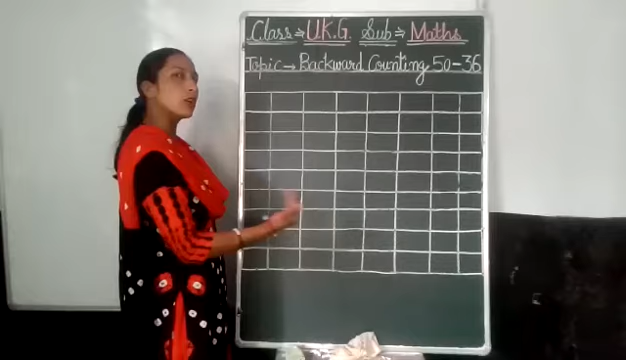 Class⇒ U.K.G. Sub⇒ Maths
Topic → Backward Counting 50-36